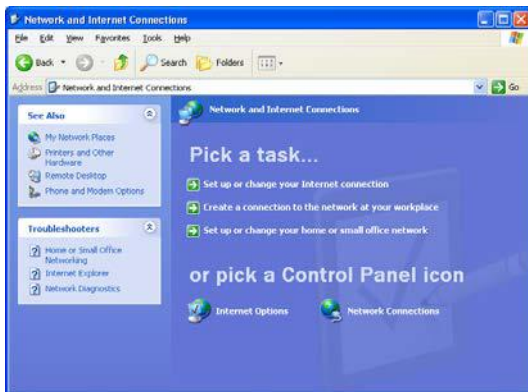 Network and Internet Connections
File Edit View Favorites Tools Help
Back Search Folders
Address Network and Internet Connections Go
See Also
My Network Places
Printers and Other
Hardware
Remote Desktop
Phone and Modem Options
Troubleshooters
Home or Small Office
Networking
Internet Explorer
Network Diagnostics
Network and Internet Connections
Pick a task...
Set up or change your Internet connection
Create a connection to the network at your workplace
Set up or change your home or small office network
or pick a Control Panel icon
Internet Options Network Connections